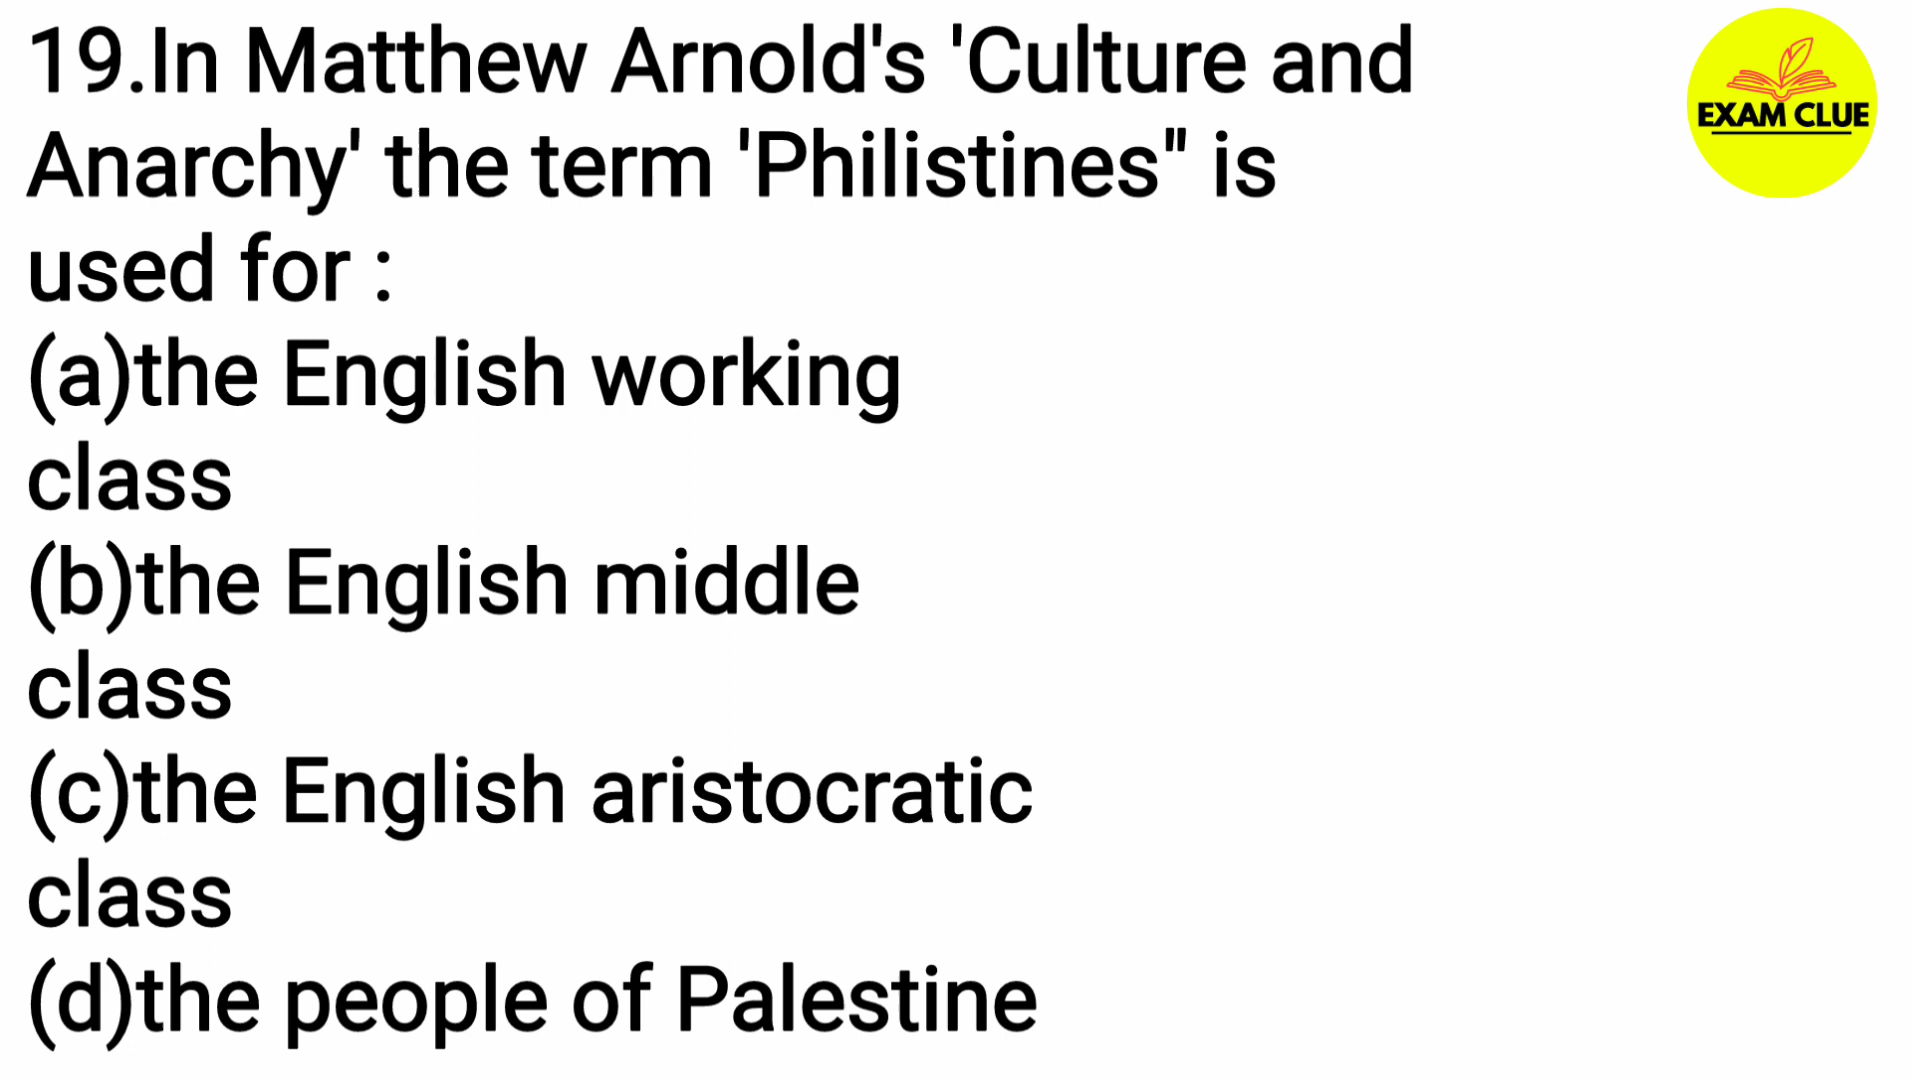 19.In Matthew Arnold's 'Culture and
Anarchy' the term 'Philistines" is
used for :
(a)the English working
class
(b)the English middle
class
(c)the English aristocratic
class
(d)the people of Palestine
EXAM CLUE